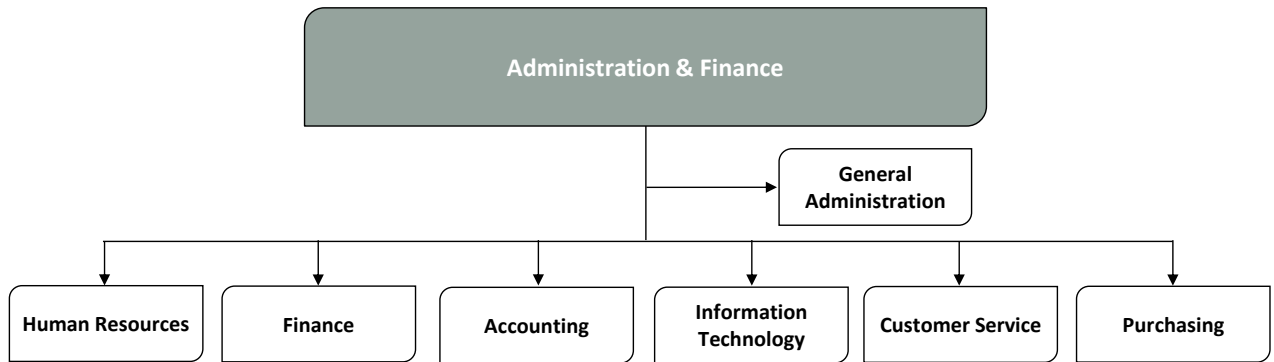 Administration & Finance
General
Administration
Human Resources
Finance
Accounting
Information
Technology
Customer Service
Purchasing